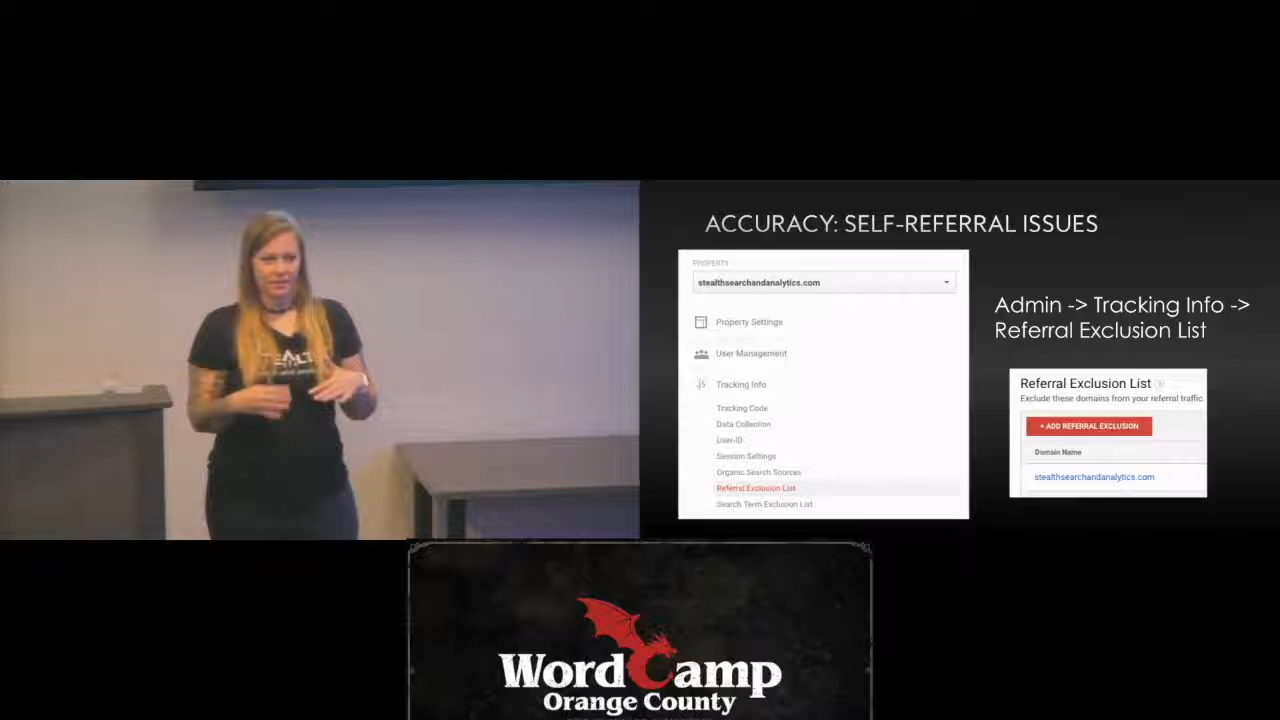 ACCURACY: SELF-REFERRAL ISSUES
PROPERTY
stealthsearchandanalytics.com
Property Settings
User Management
.js Tracking Info
Tracking Code
Data Collection
User-ID
Session Settings
Organic Search Sources
Referral Exclusion List
Search Term Exclusion List
Admin -> Tracking Info ->
Referral Exclusion List
Referral Exclusion List
Exclude these domains from your referral traffic.
+ ADD REFERRAL EXCLUSION
Domain Name
stealthsearchandanalytics.com
WordCamp
Orange County